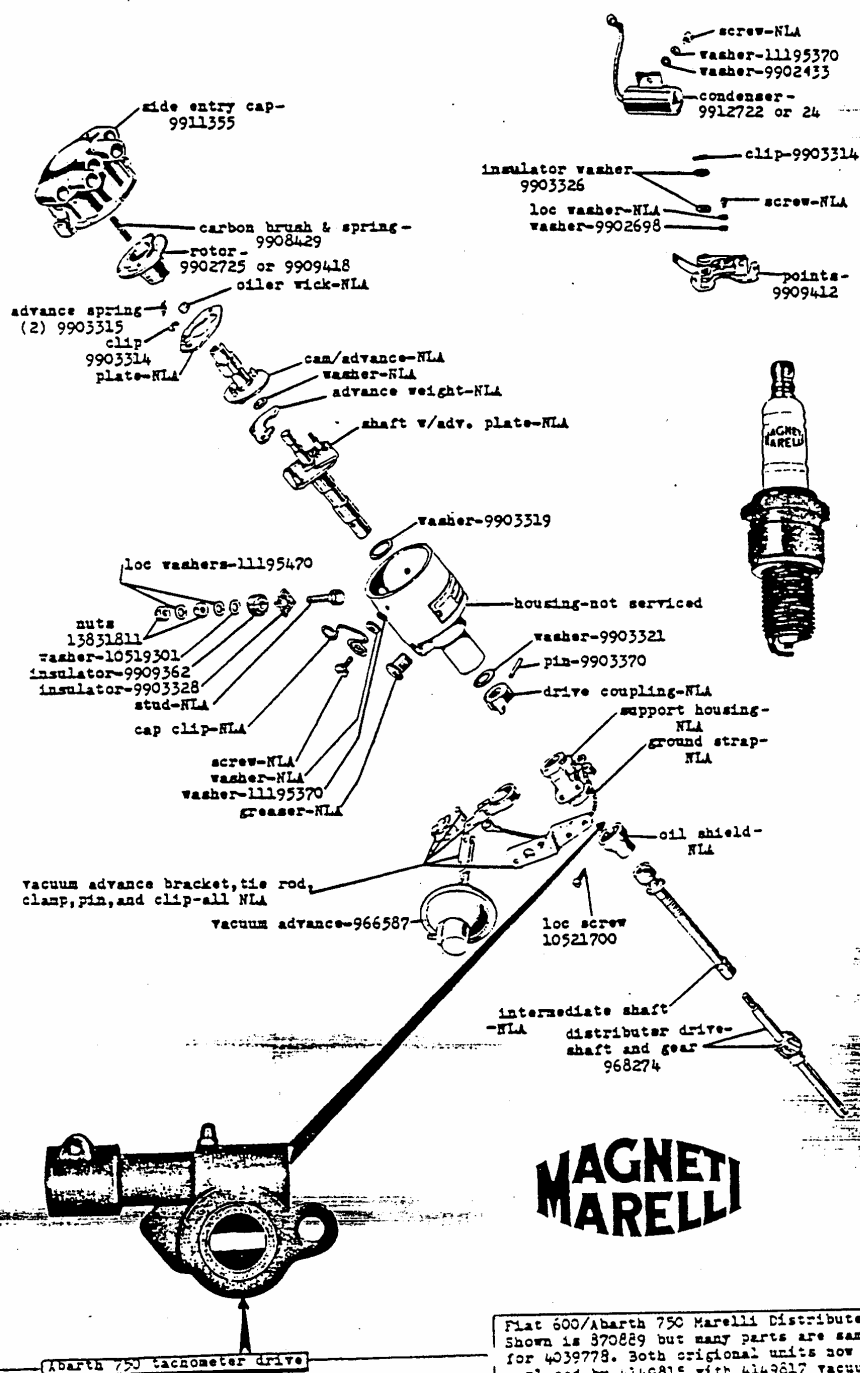 screw-NLA
washer-11195370
washer-9902433
condenser-
9912722 or 24
side entry cap-
9911355
clip-9903314
insulator washer
9903326
screw-NLA
loc washer-NLA
washer-9902698
carbon brush & spring-
9908429
rotor-
9902725 or 9909418
points-
9909412
oiler wick-NLA
advance spring
(2) 9903315
clip
9903314
plate-NLA
cam/advance-NLA
washer-NLA
advance weight-NLA
shaft w/adv. plate-NLA
MAGNETI
MARELLI
washer-9903319
loc washers-11195470
housing-not serviced
nuts
13831811
washer-10519301
insulator-9909362
insulator-9903328
stud-NLA
washer-9903321
pin-9903370
drive coupling-NLA
cap clip-NLA
support housing-
NLA
ground strap-
NLA
screw-NLA
washer-NLA
washer-11195370
greaser-NLA
oil shield-
NLA
vacuum advance bracket,tie rod,
clamp,pin,and clip-all NLA
vacuum advance-966587
loc screw
10521700
intermediate shaft
-NLA
distributer drive-
shaft and gear
968274
MAGNETI
MARELLI
Abarth 750 tachometer drive
Fiat 600/Abarth 750 Marelli Distribute
Shown is 870889 but many parts are sam
for 4039778. Both origional units now
4140815 with 4149817 vacuu